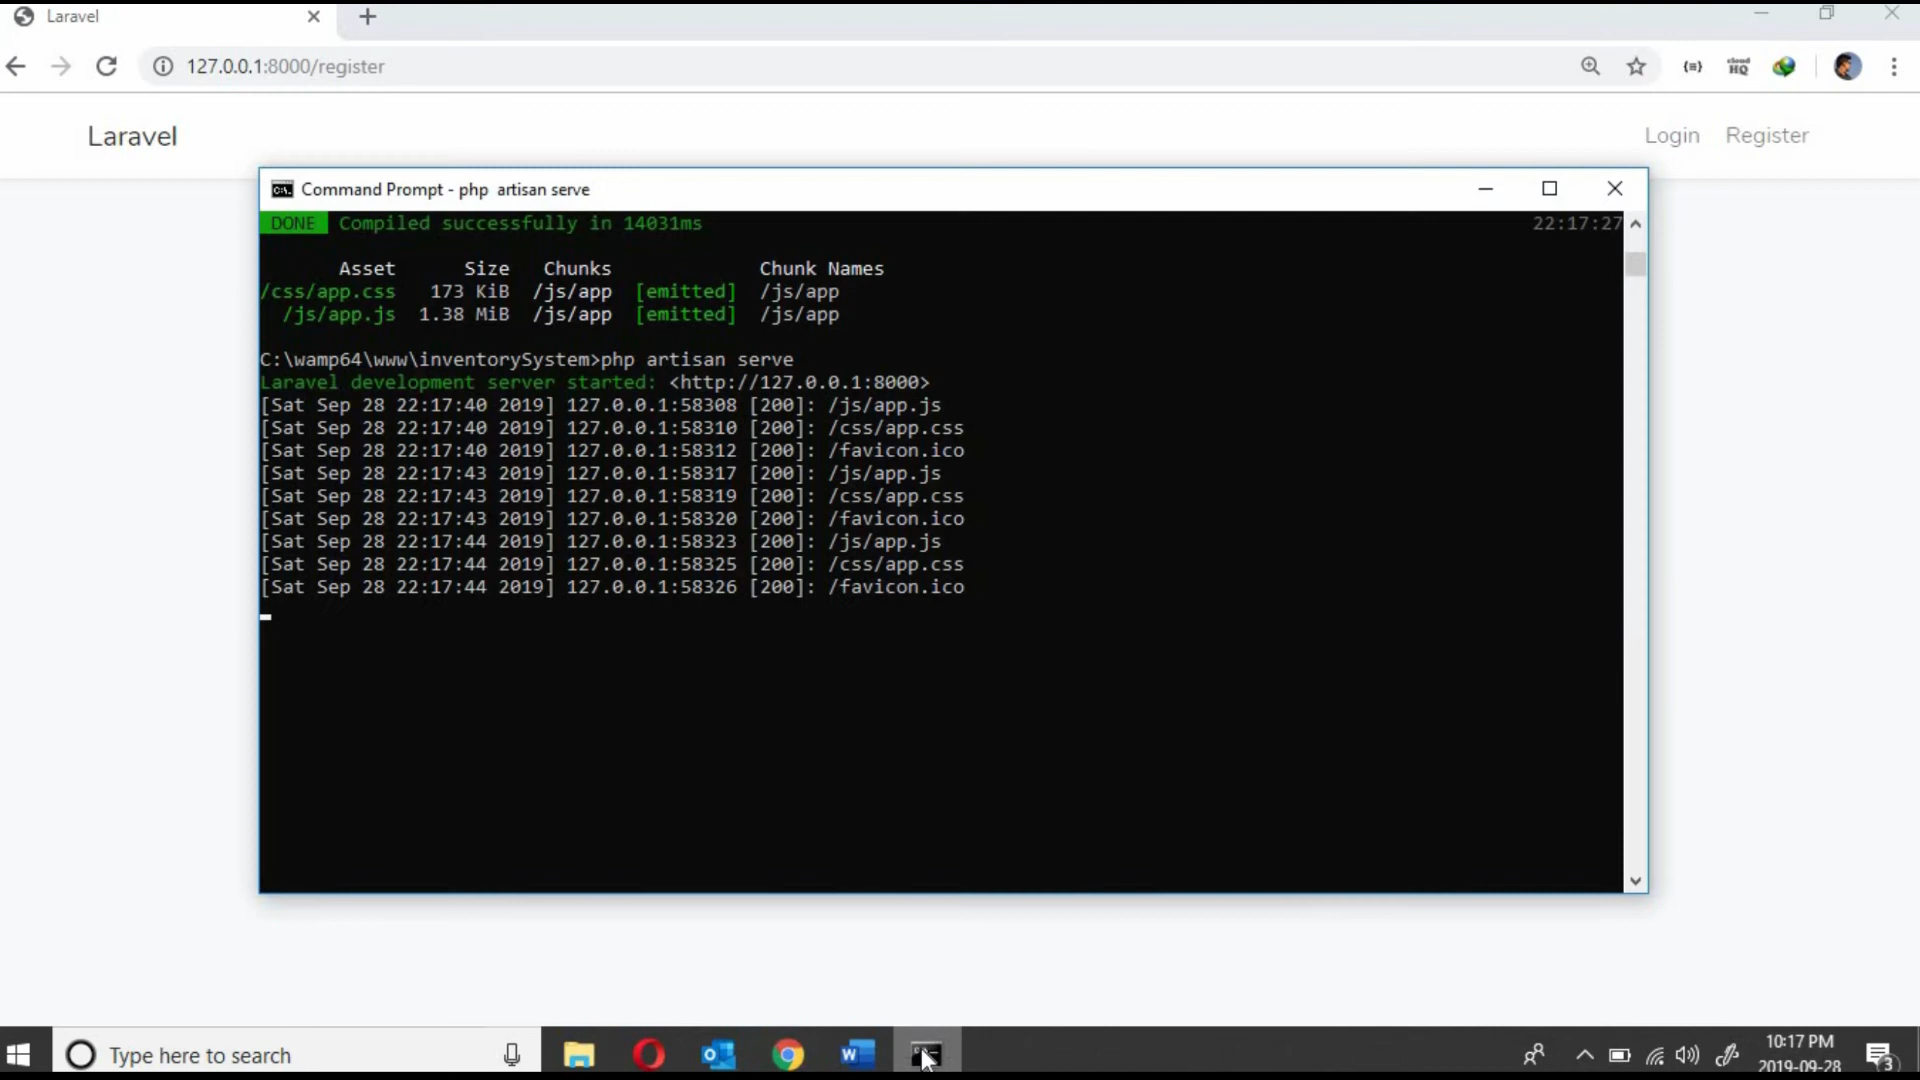 Laravel
127.0.0.1:8000/register
cloud HQ
Laravel
Login Register
Command Prompt - php artisan serve
DONE Compiled successfully in 14031ms 22:17:27
Asset Size Chunks Chunk Names
/css/app.css 173 KiB /js/app [emitted] /js/app
/js/app.js 1.38 MiB /js/app [emitted] /js/app
C:\wamp64\www\inventorySystem>php artisan serve
Laravel development server started: <http://127.0.0.1:8000>
[Sat Sep 28 22:17:40 2019] 127.0.0.1:58308 [200]: /js/app.js
[Sat Sep 28 22:17:40 2019] 127.0.0.1:58310 [200]: /css/app.css
[Sat Sep 28 22:17:40 2019] 127.0.0.1:58312 [200]: /favicon.ico
[Sat Sep 28 22:17:43 2019] 127.0.0.1:58317 [200]: /js/app.js
[Sat Sep 28 22:17:43 2019] 127.0.0.1:58319 [200]: /css/app.css
[Sat Sep 28 22:17:43 2019] 127.0.0.1:58320 [200]: /favicon.ico
[Sat Sep 28 22:17:44 2019] 127.0.0.1:58323 [200]: /js/app.js
[Sat Sep 28 22:17:44 2019] 127.0.0.1:58325 [200]: /css/app.css
[Sat Sep 28 22:17:44 2019] 127.0.0.1:58326 [200]: /favicon.ico
Type here to search
10:17 PM
2019-09-28
3